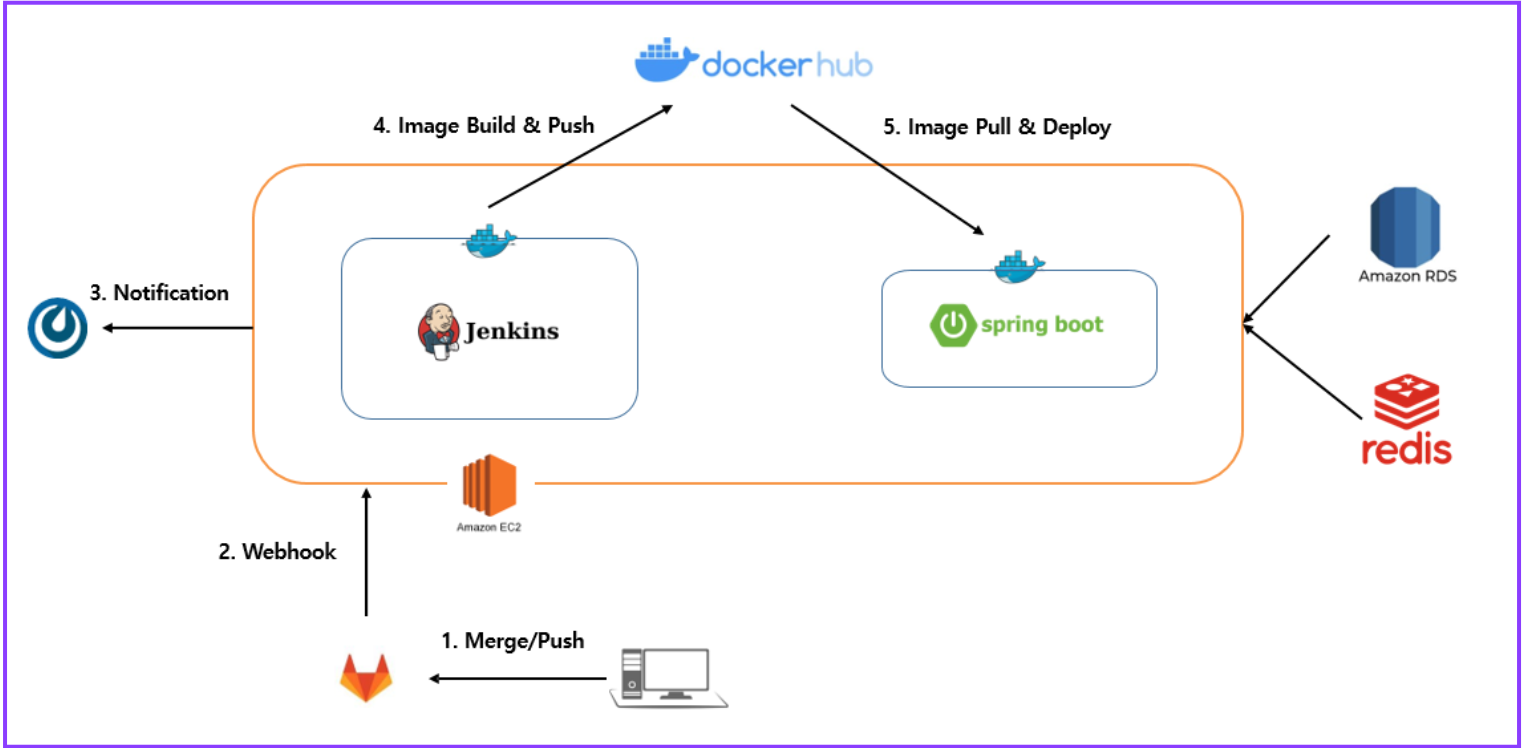 docker hub
4. Image Build & Push
5. Image Pull & Deploy
3. Notification
Jenkins
spring boot
Amazon RDS
redis
Amazon EC2
2. Webhook
1. Merge/Push